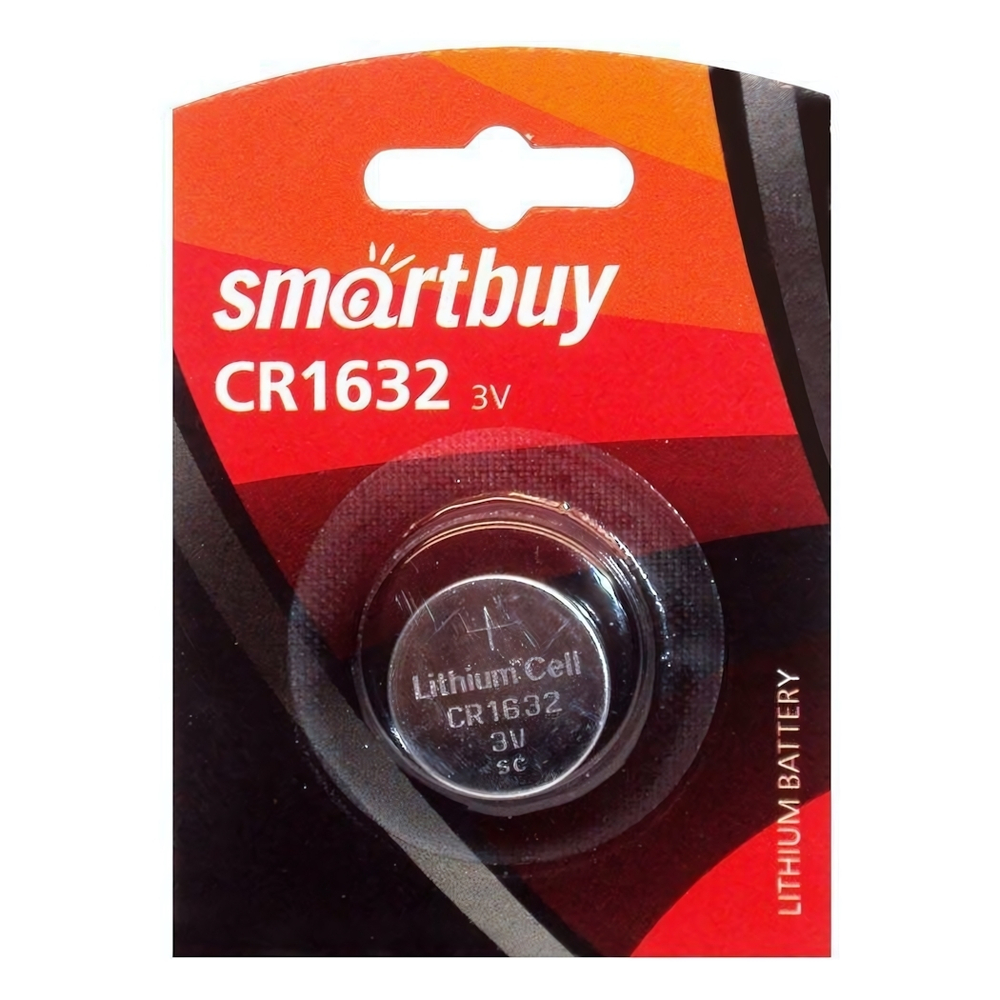 smartbuy
CR1632 3V
+
Lithium Cell
CR1632
3V
SC
LITHIUM BATTERY